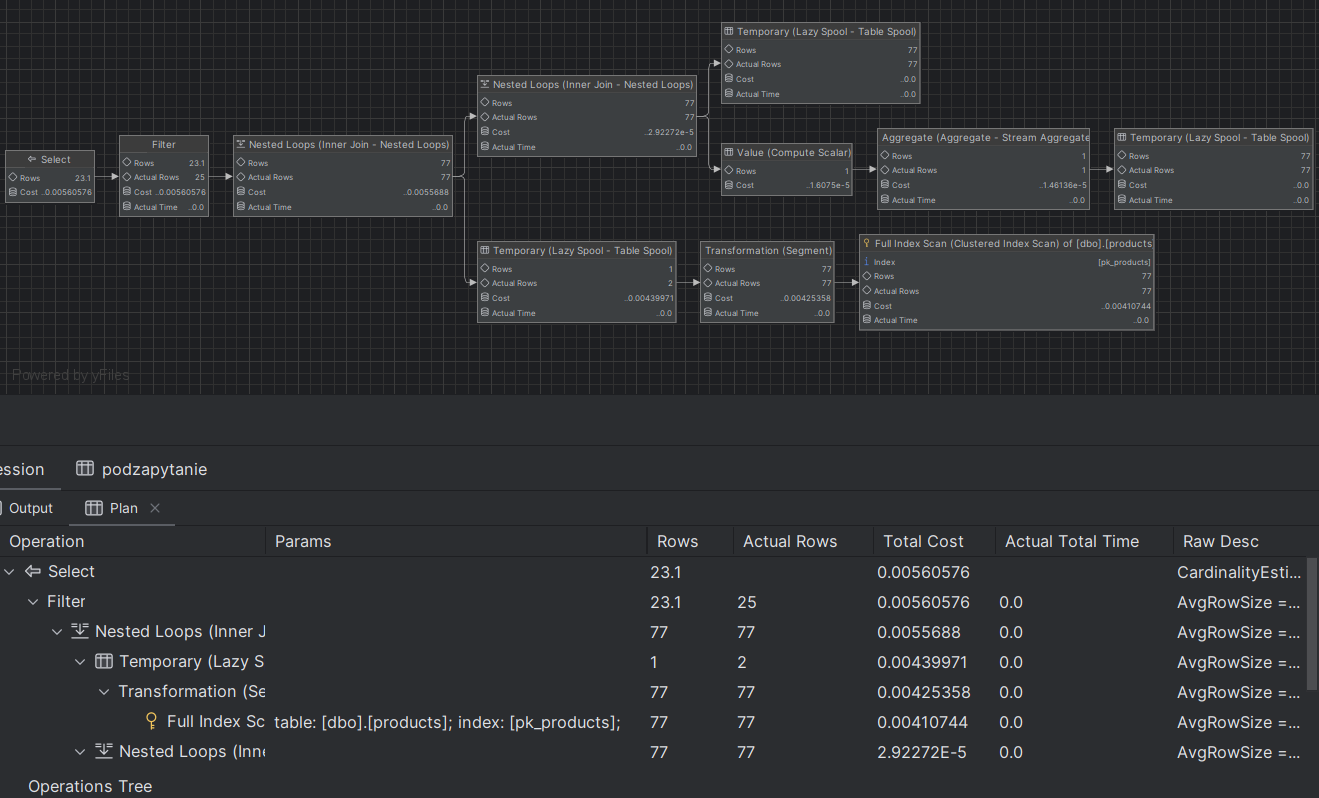 Select
Rows 23.1
Cost ..0.00560576
Filter
Rows 23.1
Actual Rows 25
Cost ..0.00560576
Actual Time ..0.0
Nested Loops (Inner Join - Nested Loops)
Rows 77
Actual Rows 77
Cost ..0.0055688
Actual Time ..0.0
Nested Loops (Inner Join - Nested Loops)
Rows 77
Actual Rows 77
Cost ..2.92272e-5
Actual Time ..0.0
Temporary (Lazy Spool - Table Spool)
Rows 77
Actual Rows 77
Cost ..0.0
Actual Time ..0.0
Value (Compute Scalar)
Rows 1
Cost ..1.6075e-5
Aggregate (Aggregate - Stream Aggregate
Rows 1
Actual Rows 1
Cost ..1.46136e-5
Actual Time ..0.0
Temporary (Lazy Spool - Table Spool)
Rows 77
Actual Rows 77
Cost ..0.0
Actual Time ..0.0
Temporary (Lazy Spool - Table Spool)
Rows 1
Actual Rows 2
Cost ..0.00439971
Actual Time ..0.0
Transformation (Segment)
Rows 77
Actual Rows 77
Cost ..0.00425358
Actual Time ..0.0
Full Index Scan (Clustered Index Scan) of [dbo].[products
Index [pk_products]
Rows 77
Actual Rows 77
Cost ..0.00410744
Actual Time ..0.0
Powered by yFiles
ession podzapytanie
Output Plan
Operation Params Rows Actual Rows Total Cost Actual Total Time Raw Desc
Select 23.1 0.00560576 CardinalityEsti...
Filter 23.1 25 0.00560576 0.0 AvgRowSize =...
Nested Loops (Inner J 77 77 0.0055688 0.0 AvgRowSize =...
Temporary (Lazy S 1 2 0.00439971 0.0 AvgRowSize =...
Transformation (Se 77 77 0.00425358 0.0 AvgRowSize =...
Full Index Sc table: [dbo].[products]; index: [pk_products]; 77 77 0.00410744 0.0 AvgRowSize =...
Nested Loops (Inne 77 77 2.92272E-5 0.0 AvgRowSize =...
Operations Tree